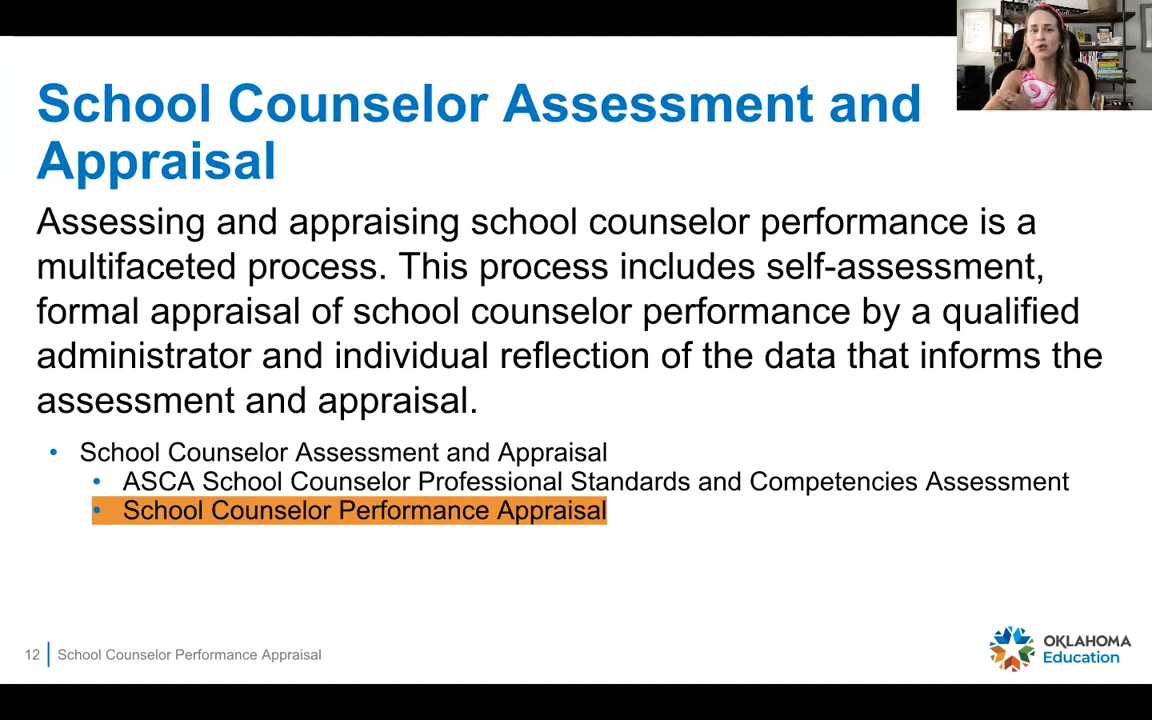 School Counselor Assessment and
Appraisal
Assessing and appraising school counselor performance is a
multifaceted process. This process includes self-assessment,
formal appraisal of school counselor performance by a qualified
administrator and individual reflection of the data that informs the
assessment and appraisal.
• School Counselor Assessment and Appraisal
• ASCA School Counselor Professional Standards and Competencies Assessment
• School Counselor Performance Appraisal
12 School Counselor Performance Appraisal
OKLAHOMA
Education